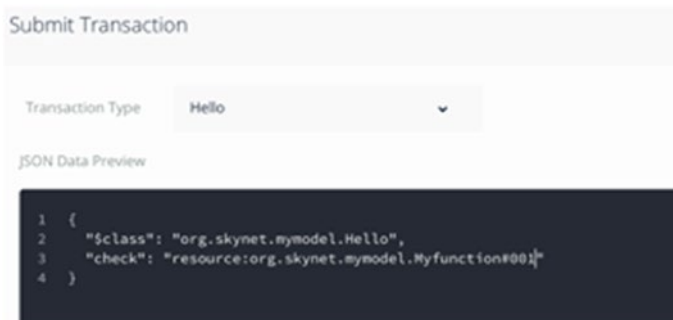 Submit Transaction
Transaction Type Hello
JSON Data Preview
1 {
2 "$class": "org.skynet.mymodel.Hello",
3 "check": "resource:org.skynet.mymodel.Myfunction#001"
4 }